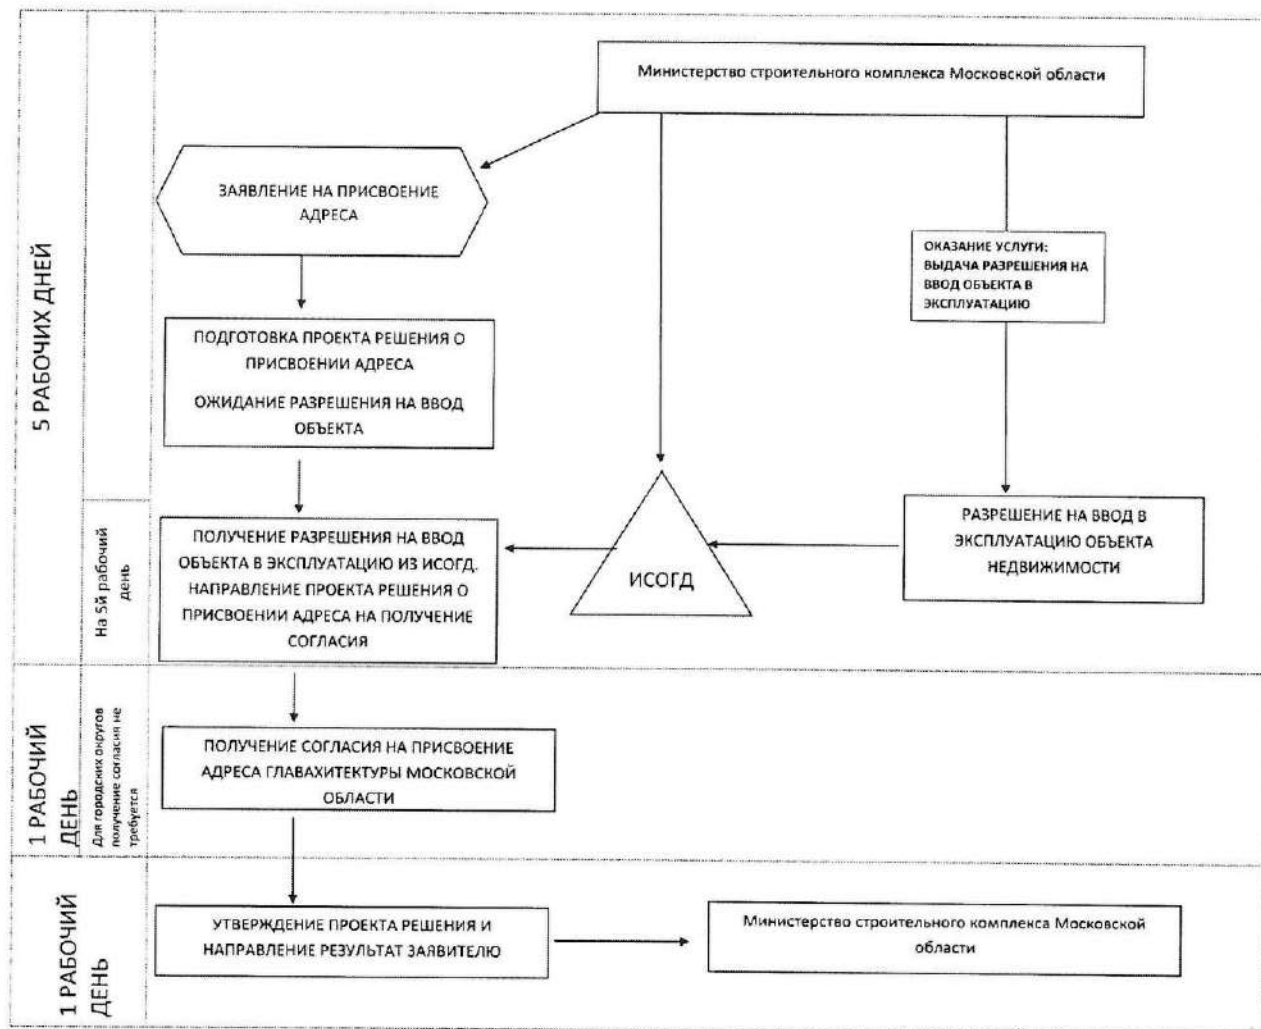 Министерство строительного комплекса Московской области
ЗАЯВЛЕНИЕ НА ПРИСВОЕНИЕ
АДРЕСА
ОКАЗАНИЕ УСЛУГИ:
ВЫДАЧА РАЗРЕШЕНИЯ НА
ВВОД ОБЪЕКТА В
ЭКСПЛУАТАЦИЮ
5 РАБОЧИХ ДНЕЙ
ПОДГОТОВКА ПРОЕКТА РЕШЕНИЯ О
ПРИСВОЕНИИ АДРЕСА
ОЖИДАНИЕ РАЗРЕШЕНИЯ НА ВВОД
ОБЪЕКТА
На 5й рабочий
день
ПОЛУЧЕНИЕ РАЗРЕШЕНИЯ НА ВВОД
ОБЪЕКТА В ЭКСПЛУАТАЦИЮ ИЗ ИСОГД.
НАПРАВЛЕНИЕ ПРОЕКТА РЕШЕНИЯ О
ПРИСВОЕНИИ АДРЕСА НА ПОЛУЧЕНИЕ
СОГЛАСИЯ
ИСОГД
РАЗРЕШЕНИЕ НА ВВОД В
ЭКСПЛУАТАЦИЮ ОБЪЕКТА
НЕДВИЖИМОСТИ
1 РАБОЧИЙ
ДЕНЬ
Для городских округов
получение согласия не
требуется
ПОЛУЧЕНИЕ СОГЛАСИЯ НА ПРИСВОЕНИЕ
АДРЕСА ГЛАВАХИТЕКТУРЫ МОСКОВСКОЙ
ОБЛАСТИ
1 РАБОЧИЙ
ДЕНЬ
УТВЕРЖДЕНИЕ ПРОЕКТА РЕШЕНИЯ И
НАПРАВЛЕНИЕ РЕЗУЛЬТАТ ЗАЯВИТЕЛЮ
Министерство строительного комплекса Московской
области